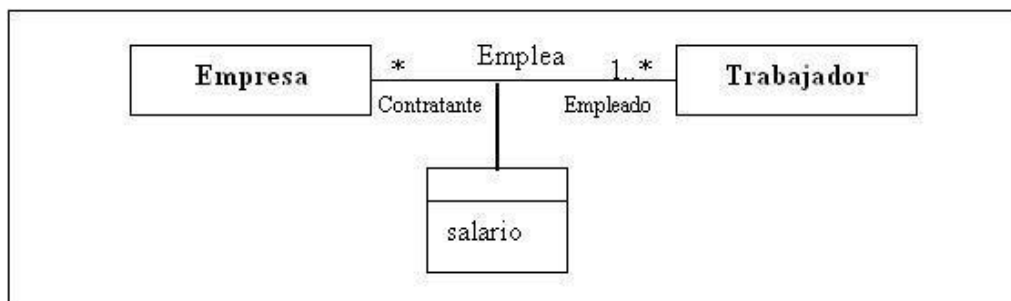 Emplea
Empresa
*
1..*
Trabajador
Contratante
Empleado
salario